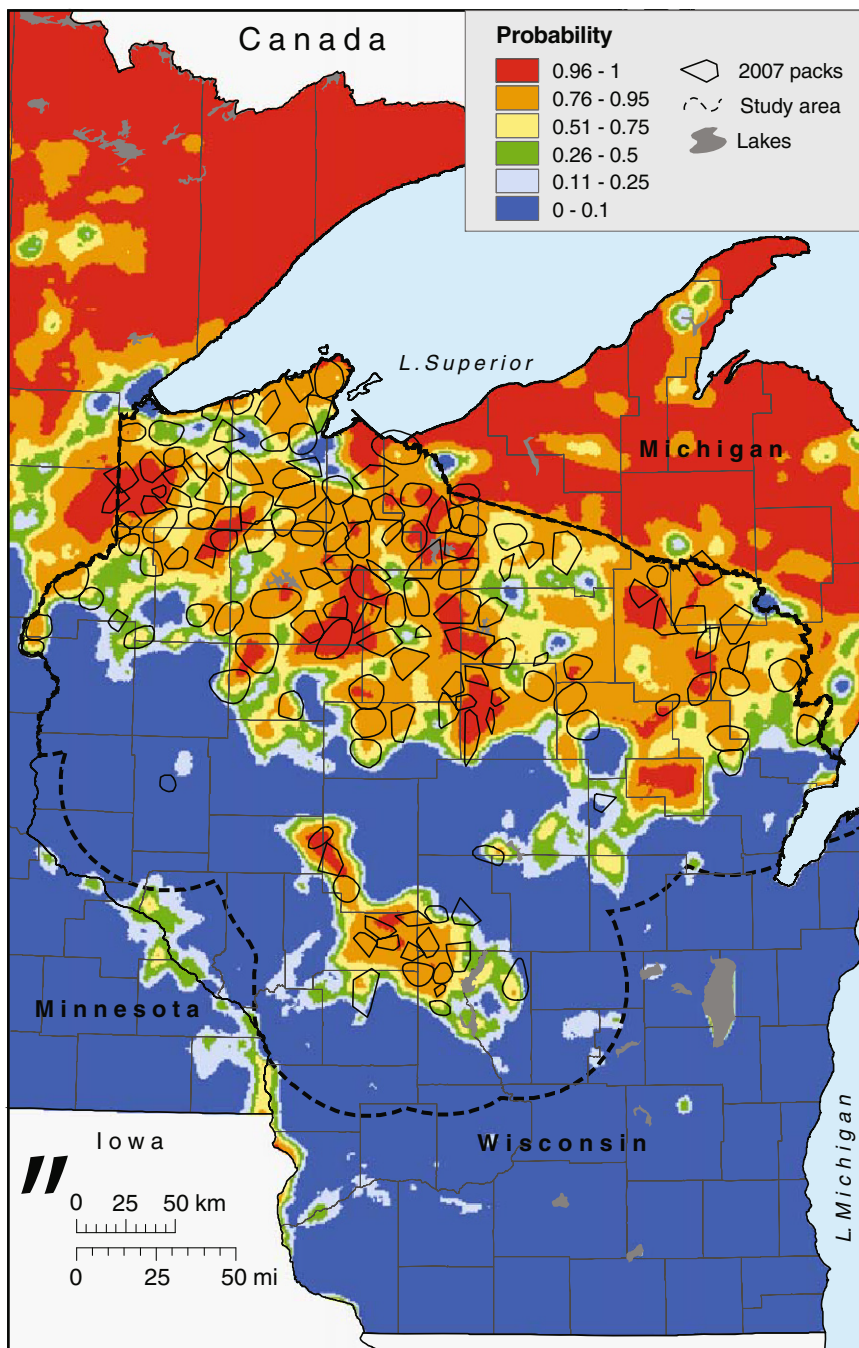 Canada
Probability
0.96 - 1
0.76 - 0.95
0.51 - 0.75
0.26 - 0.5
0.11 - 0.25
0 - 0.1
2007 packs
Study area
Lakes
L.Superior
Michigan
Minnesota
Iowa
Wisconsin
L. Michigan
"
0 25 50 km
0 25 50 mi